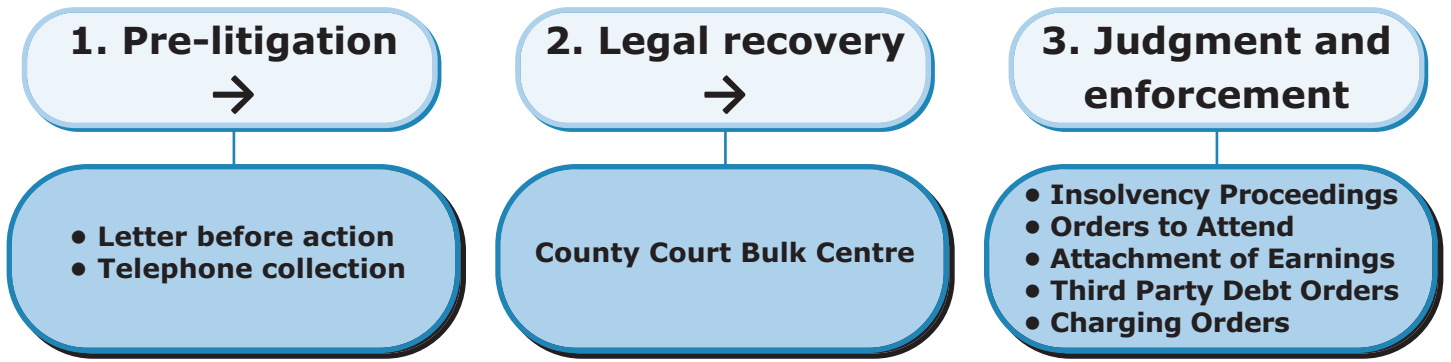 1. Pre-litigation
→
• Letter before action
• Telephone collection
2. Legal recovery
→
County Court Bulk Centre
3. Judgment and
enforcement
• Insolvency Proceedings
• Orders to Attend
• Attachment of Earnings
• Third Party Debt Orders
• Charging Orders